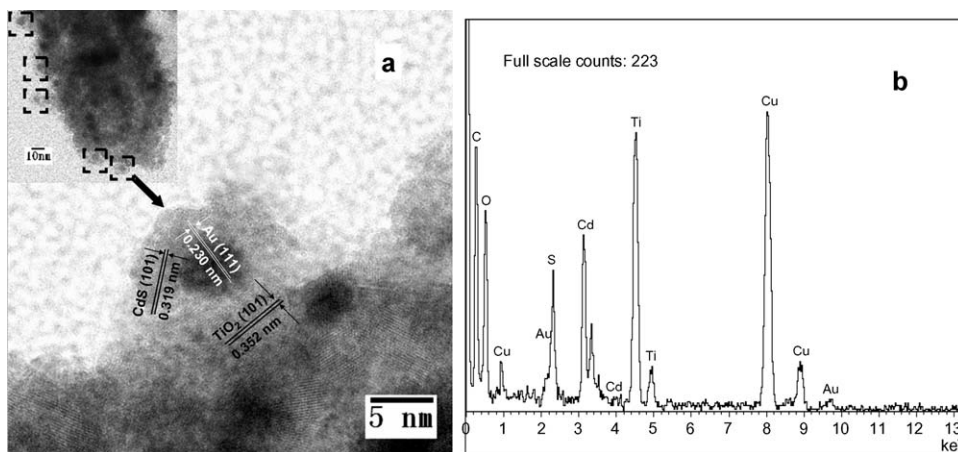 a
10nm
Au (111)
0.230 nm
CdS (101)
0.319 nm
TiO₂ (101)
0.352 nm
5 nm
b
Full scale counts: 223
C
O
Cu
Au
S
Cd
Cd
Ti
Ti
Cu
Cu
Au
0 1 2 3 4 5 6 7 8 9 10 11 12 13
ke